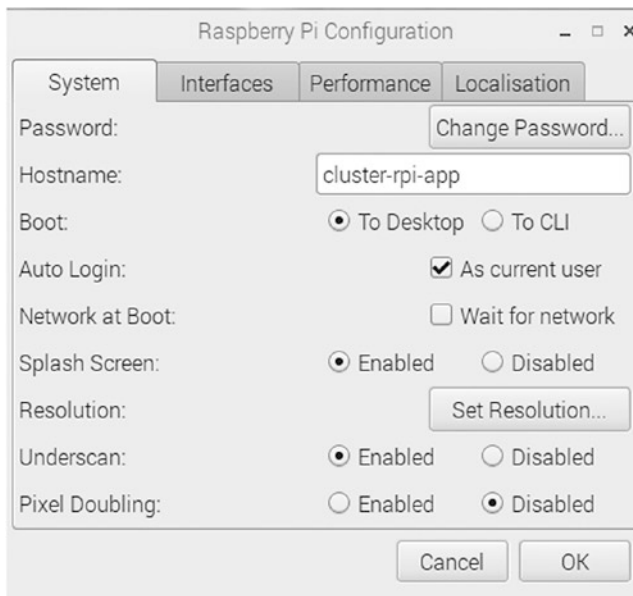 Raspberry Pi Configuration
System Interfaces Performance Localisation
Password: Change Password...
Hostname: cluster-rpi-app
Boot: To Desktop To CLI
Auto Login: As current user
Network at Boot: Wait for network
Splash Screen: Enabled Disabled
Resolution: Set Resolution...
Underscan: Enabled Disabled
Pixel Doubling: Enabled Disabled
Cancel OK